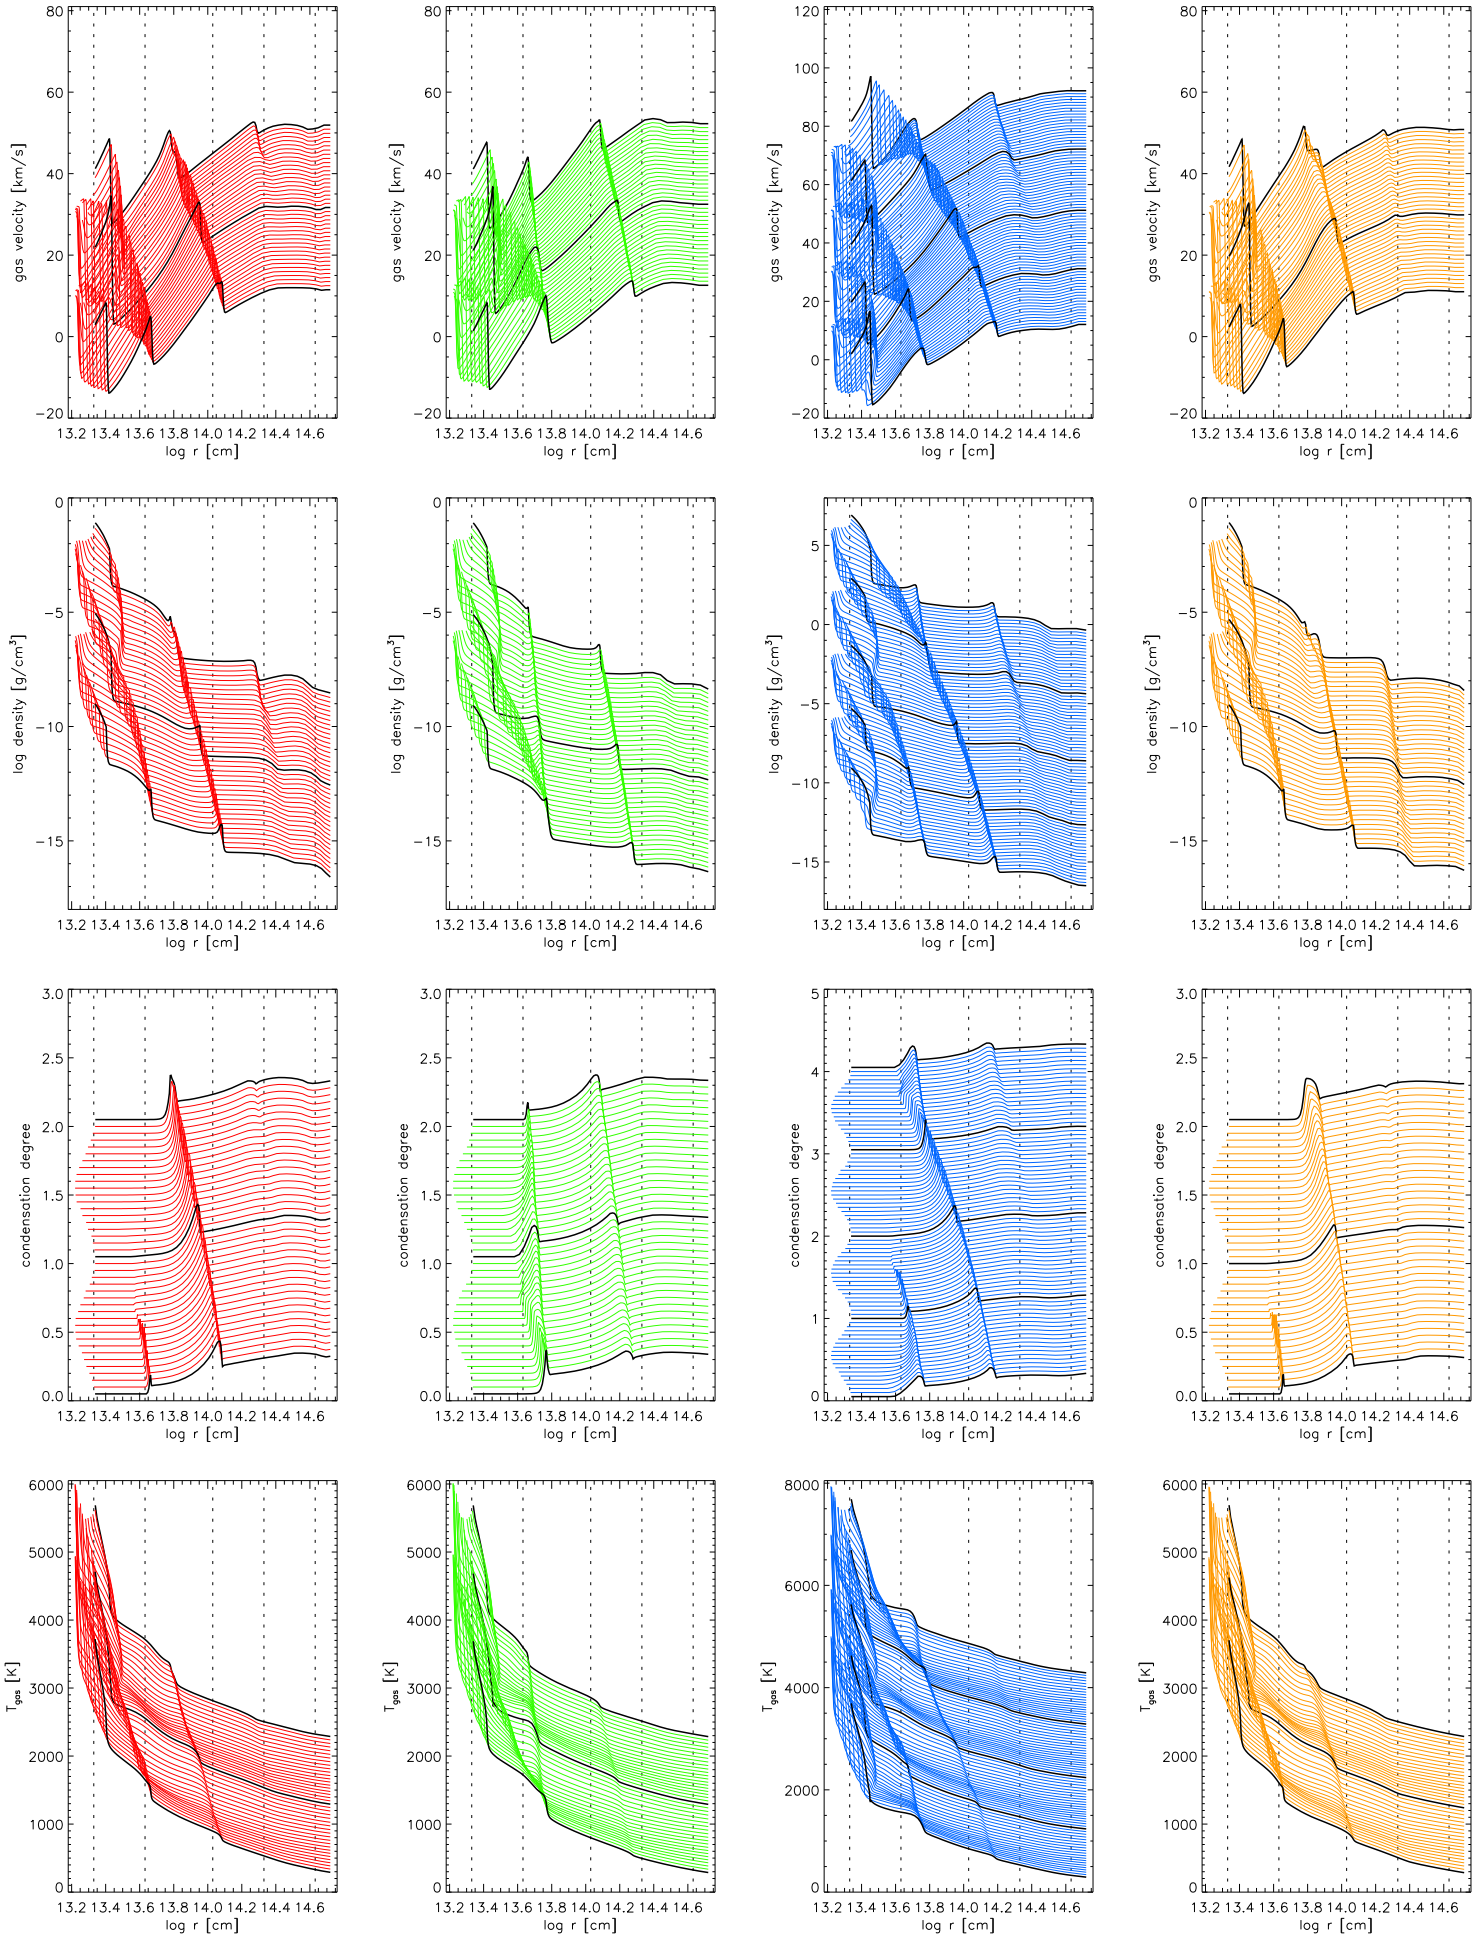 gas velocity [km/s]
80
60
40
20
0
−20
13.2 13.4 13.6 13.8 14.0 14.2 14.4 14.6
log r [cm]
gas velocity [km/s]
80
60
40
20
0
−20
13.2 13.4 13.6 13.8 14.0 14.2 14.4 14.6
log r [cm]
gas velocity [km/s]
120
100
80
60
40
20
0
−20
13.2 13.4 13.6 13.8 14.0 14.2 14.4 14.6
log r [cm]
gas velocity [km/s]
80
60
40
20
0
−20
13.2 13.4 13.6 13.8 14.0 14.2 14.4 14.6
log r [cm]
log density [g/cm³]
0
−5
−10
−15
13.2 13.4 13.6 13.8 14.0 14.2 14.4 14.6
log r [cm]
log density [g/cm³]
0
−5
−10
−15
13.2 13.4 13.6 13.8 14.0 14.2 14.4 14.6
log r [cm]
log density [g/cm³]
5
0
−5
−10
−15
13.2 13.4 13.6 13.8 14.0 14.2 14.4 14.6
log r [cm]
log density [g/cm³]
0
−5
−10
−15
13.2 13.4 13.6 13.8 14.0 14.2 14.4 14.6
log r [cm]
condensation degree
3.0
2.5
2.0
1.5
1.0
0.5
0.0
13.2 13.4 13.6 13.8 14.0 14.2 14.4 14.6
log r [cm]
condensation degree
3.0
2.5
2.0
1.5
1.0
0.5
0.0
13.2 13.4 13.6 13.8 14.0 14.2 14.4 14.6
log r [cm]
condensation degree
5
4
3
2
1
0
13.2 13.4 13.6 13.8 14.0 14.2 14.4 14.6
log r [cm]
condensation degree
3.0
2.5
2.0
1.5
1.0
0.5
0.0
13.2 13.4 13.6 13.8 14.0 14.2 14.4 14.6
log r [cm]
Tgas [K]
6000
5000
4000
3000
2000
1000
0
13.2 13.4 13.6 13.8 14.0 14.2 14.4 14.6
log r [cm]
Tgas [K]
6000
5000
4000
3000
2000
1000
0
13.2 13.4 13.6 13.8 14.0 14.2 14.4 14.6
log r [cm]
Tgas [K]
8000
6000
4000
2000
0
13.2 13.4 13.6 13.8 14.0 14.2 14.4 14.6
log r [cm]
Tgas [K]
6000
5000
4000
3000
2000
1000
0
13.2 13.4 13.6 13.8 14.0 14.2 14.4 14.6
log r [cm]